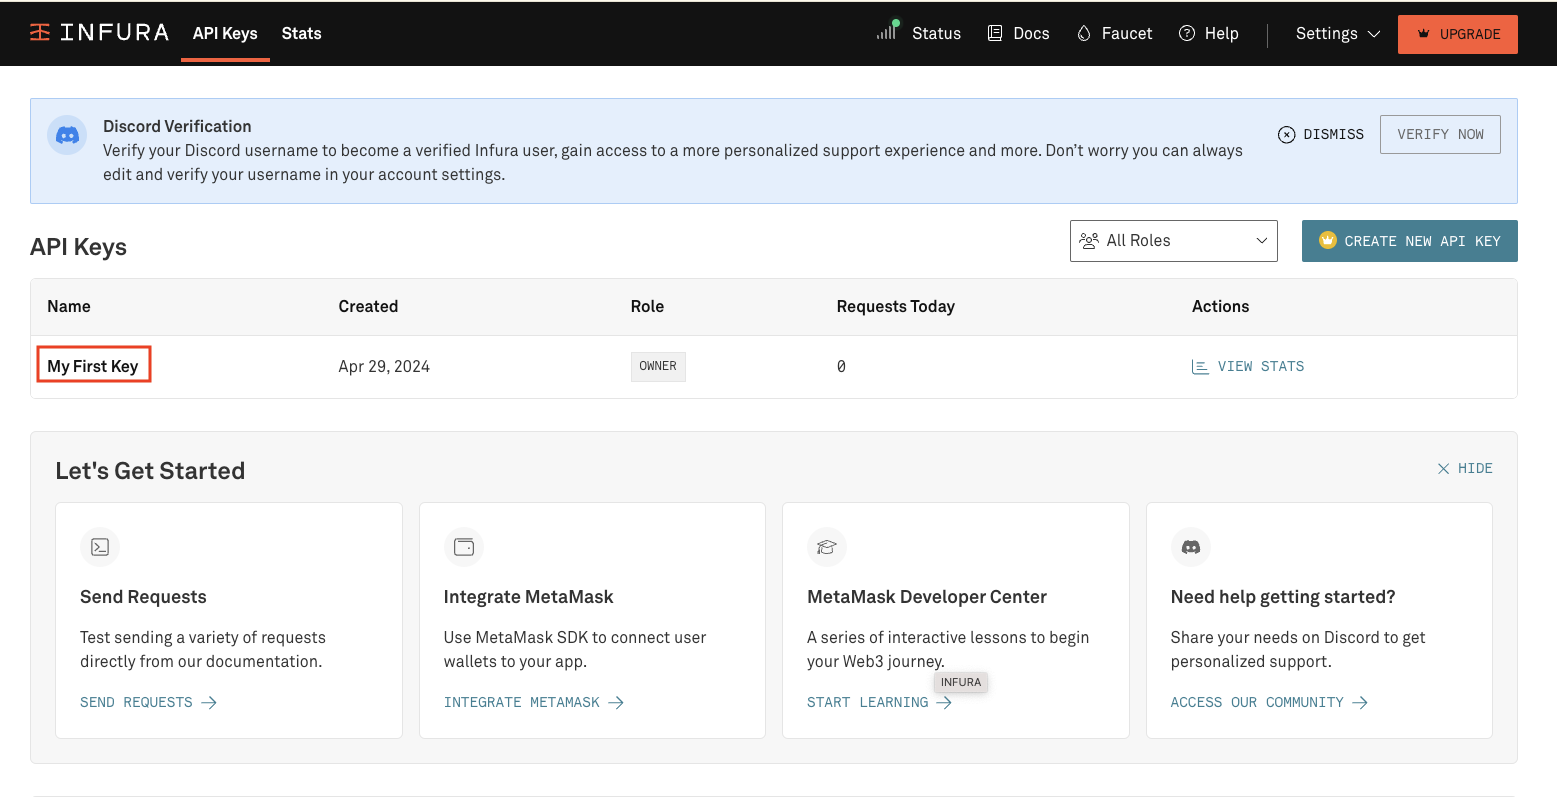 INFURA API Keys Stats Status Docs Faucet Help Settings UPGRADE
Discord Verification
Verify your Discord username to become a verified Infura user, gain access to a more personalized support experience and more. Don’t worry you can always
edit and verify your username in your account settings.
DISMISS VERIFY NOW
API Keys All Roles CREATE NEW API KEY
Name Created Role Requests Today Actions
My First Key Apr 29, 2024 OWNER 0 VIEW STATS
Let's Get Started HIDE
Send Requests
Test sending a variety of requests
directly from our documentation.
SEND REQUESTS
Integrate MetaMask
Use MetaMask SDK to connect user
wallets to your app.
INTEGRATE METAMASK
MetaMask Developer Center
A series of interactive lessons to begin
your Web3 journey.
INFURA
START LEARNING
Need help getting started?
Share your needs on Discord to get
personalized support.
ACCESS OUR COMMUNITY